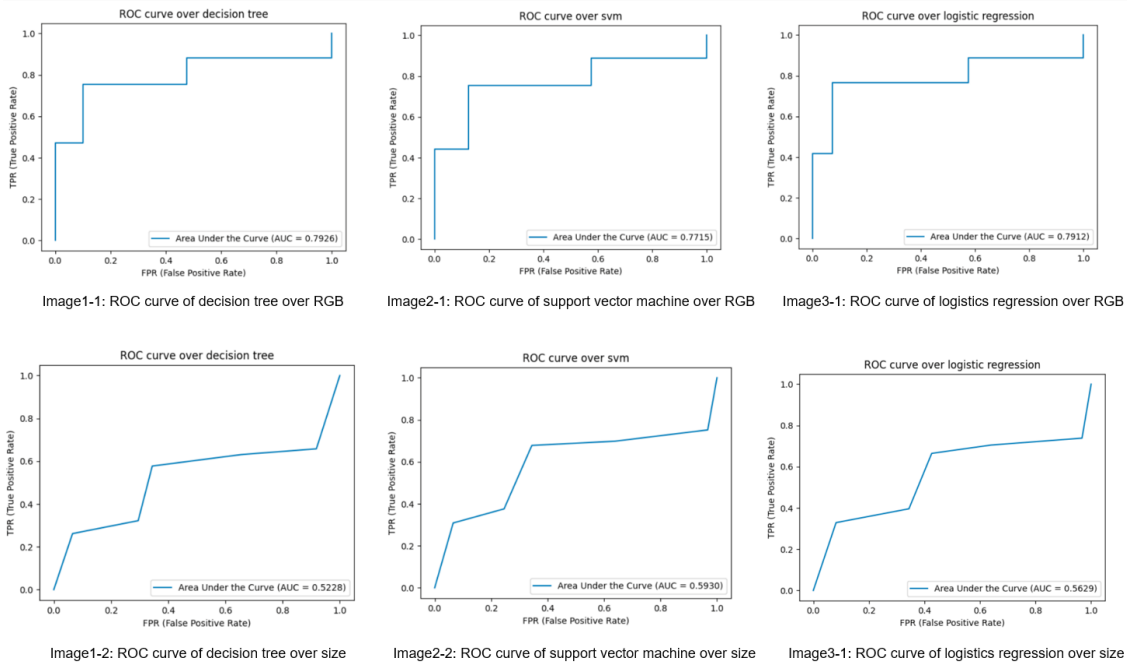 ROC curve over decision tree
1.0
0.8
0.6
0.4
0.2
0.0
TPR (True Positive Rate)
Area Under the Curve (AUC = 0.7926)
0.0 0.2 0.4 0.6 0.8 1.0
FPR (False Positive Rate)
Image1-1: ROC curve of decision tree over RGB
ROC curve over svm
1.0
0.8
0.6
0.4
0.2
0.0
TPR (True Positive Rate)
Area Under the Curve (AUC = 0.7715)
0.0 0.2 0.4 0.6 0.8 1.0
FPR (False Positive Rate)
Image2-1: ROC curve of support vector machine over RGB
ROC curve over logistic regression
1.0
0.8
0.6
0.4
0.2
0.0
TPR (True Positive Rate)
Area Under the Curve (AUC = 0.7912)
0.0 0.2 0.4 0.6 0.8 1.0
FPR (False Positive Rate)
Image3-1: ROC curve of logistics regression over RGB
ROC curve over decision tree
1.0
0.8
0.6
0.4
0.2
0.0
TPR (True Positive Rate)
Area Under the Curve (AUC = 0.5228)
0.0 0.2 0.4 0.6 0.8 1.0
FPR (False Positive Rate)
Image1-2: ROC curve of decision tree over size
ROC curve over svm
1.0
0.8
0.6
0.4
0.2
0.0
TPR (True Positive Rate)
Area Under the Curve (AUC = 0.5930)
0.0 0.2 0.4 0.6 0.8 1.0
FPR (False Positive Rate)
Image2-2: ROC curve of support vector machine over size
ROC curve over logistic regression
1.0
0.8
0.6
0.4
0.2
0.0
TPR (True Positive Rate)
Area Under the Curve (AUC = 0.5629)
0.0 0.2 0.4 0.6 0.8 1.0
FPR (False Positive Rate)
Image3-1: ROC curve of logistics regression over size